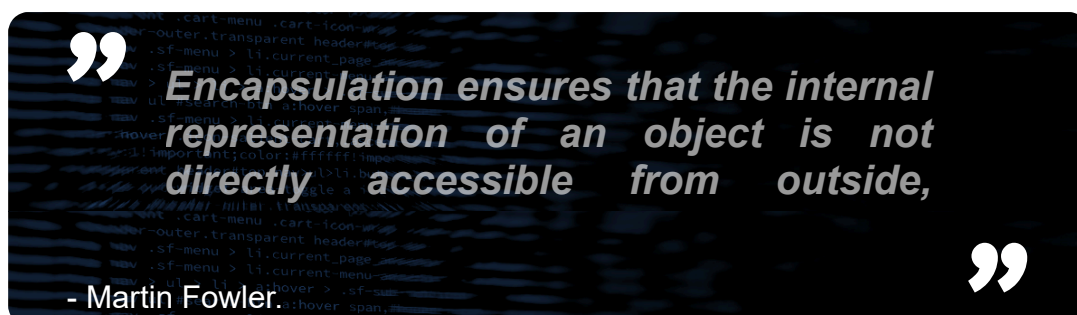 ”
Encapsulation ensures that the internal
representation of an object is not
directly accessible from outside,
”
- Martin Fowler.